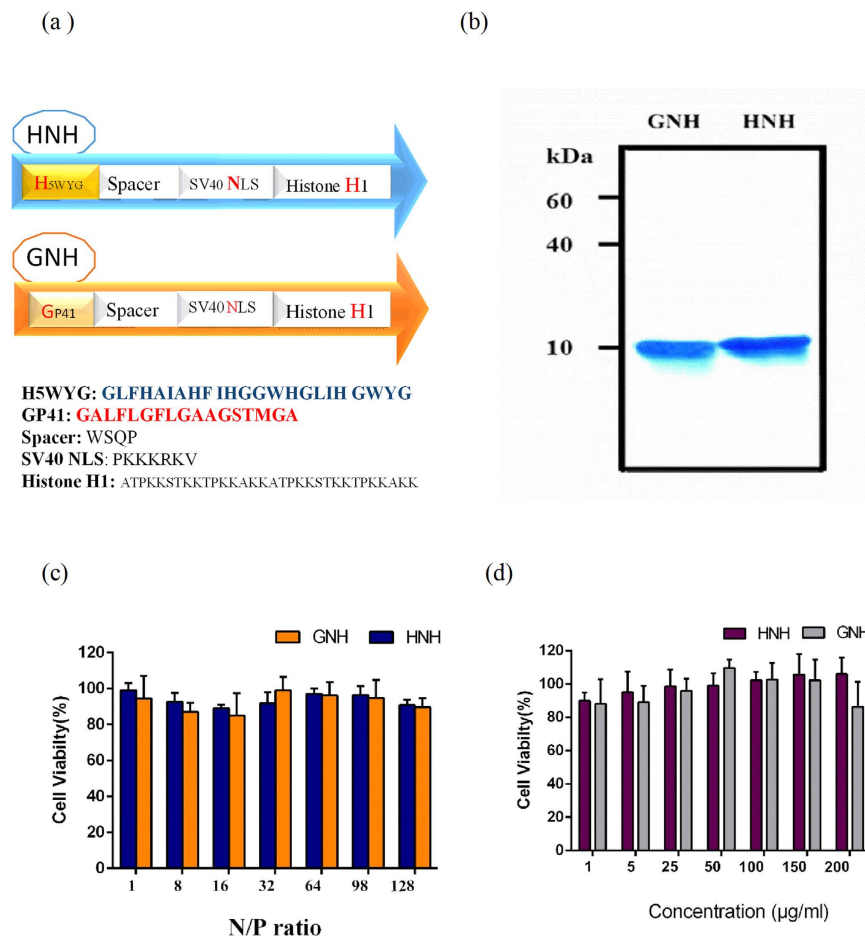 (a )
(b)
HNH
H5WYG Spacer SV40 NLS Histone H1
GNH
GP41 Spacer SV40 NLS Histone H1
H5WYG: GLFHAIAHF IHGGWHGLIH GWYG
GP41: GALFLGFLGAAGSTMGA
Spacer: WSQP
SV40 NLS: PKKKRKV
Histone H1: ATPKKSTKKTPKKAKKATPKKSTKKTPKKAKK
GNH HNH
kDa
60
40
10
(c)
GNH HNH
Cell Viabilty(%)
120
100
80
60
40
20
0
1 8 16 32 64 98 128
N/P ratio
(d)
HNH GNH
Cell Viability(%)
120
100
80
60
40
20
0
1 5 25 50 100 150 200
Concentration (µg/ml)